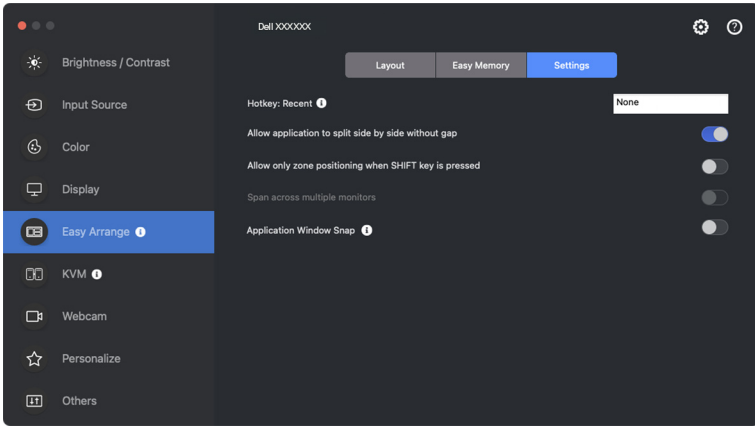 Dell XXXXXX
Brightness / Contrast
Input Source
Color
Display
Easy Arrange
KVM
Webcam
Personalize
Others
Layout
Easy Memory
Settings
Hotkey: Recent
None
Allow application to split side by side without gap
Allow only zone positioning when SHIFT key is pressed
Span across multiple monitors
Application Window Snap